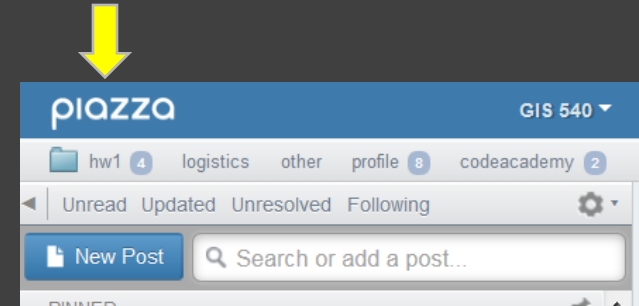 piazza GIS 540
hw1 4 logistics other profile 8 codeacademy 2
Unread Updated Unresolved Following
New Post Search or add a post...
PINNED